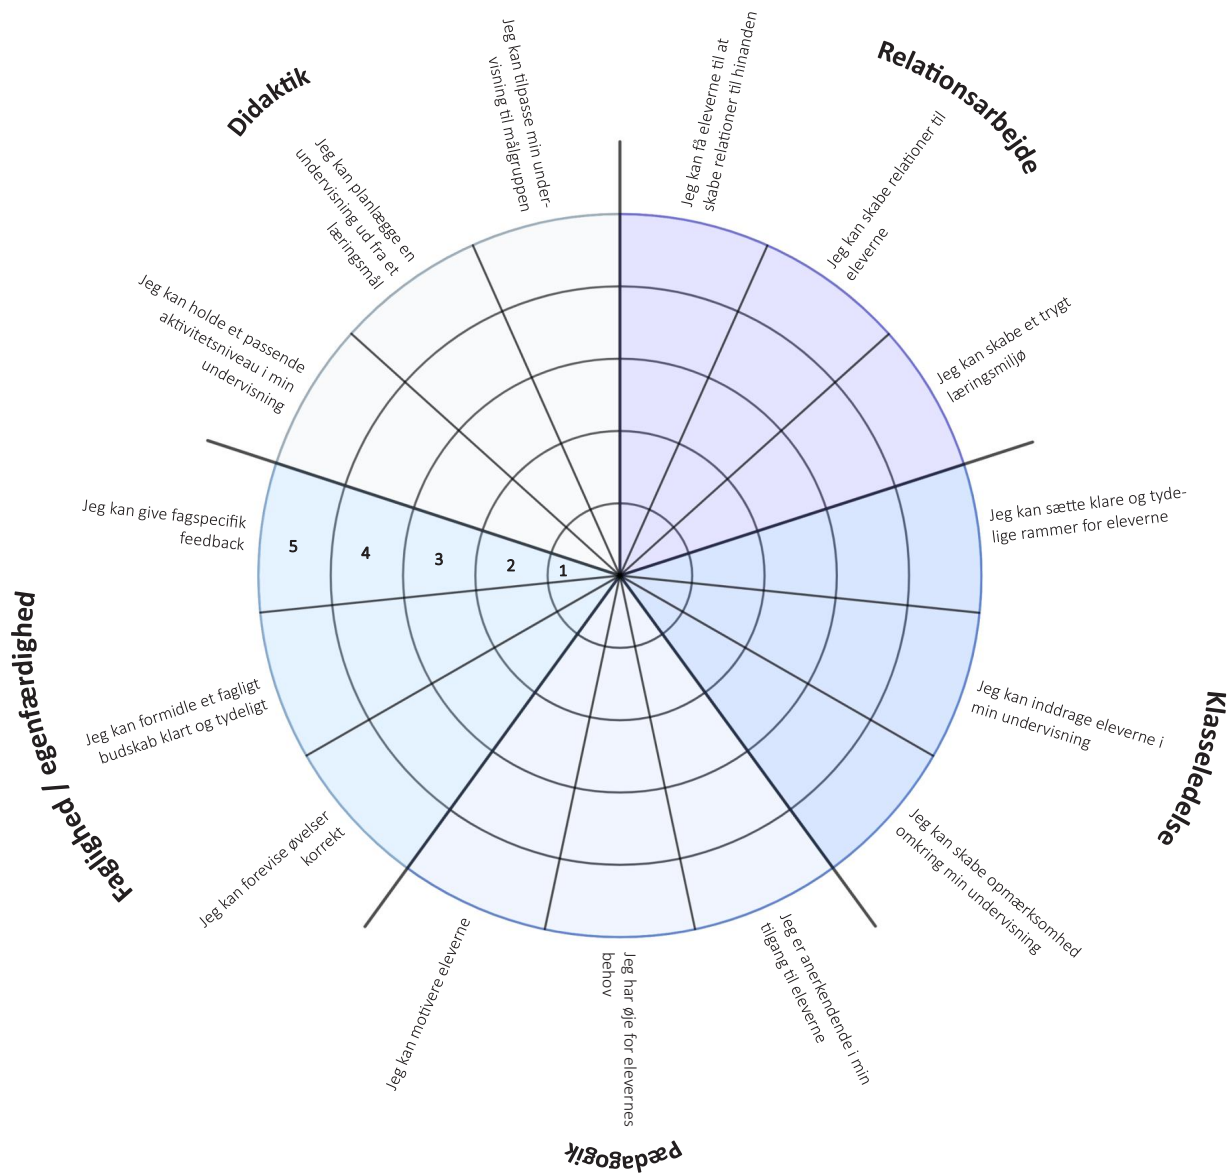 Relationsarbejde
Jeg kan få eleverne til at
skabe relationer til hinanden
Jeg kan skabe relationer til
eleverne
Jeg kan skabe et trygt
læringsmiljø
Klasseledelse
Jeg kan sætte klare og tyde-
lige rammer for eleverne
Jeg kan inddrage eleverne i
min undervisning
Jeg kan skabe opmærksomhed
omkring min undervisning
Pædagogik
Jeg er anerkendende i min
tilgang til eleverne
Jeg har øje for elevernes
behov
Jeg kan motivere eleverne
Faglighed / egenfærdighed
Jeg kan forevise øvelser
korrekt
Jeg kan formidle et fagligt
budskab klart og tydeligt
Jeg kan give fagspecifik
feedback
5 4 3 2 1
Didaktik
Jeg kan holde et passende
aktivitetsniveau i min
undervisning
Jeg kan planlægge en
undervisning ud fra et
læringsmål
Jeg kan tilpasse min under-
visning til målgruppen